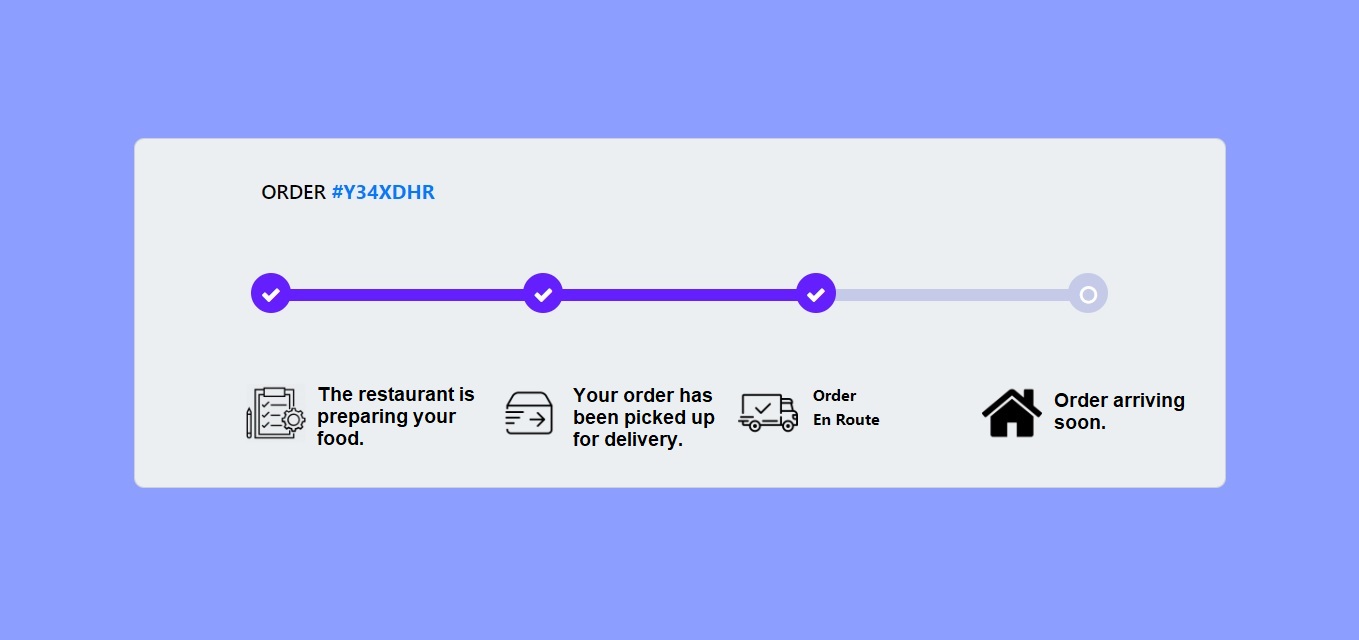 ORDER #Y34XDHR
The restaurant is
preparing your
food.
Your order has
been picked up
for delivery.
Order
En Route
Order arriving
soon.